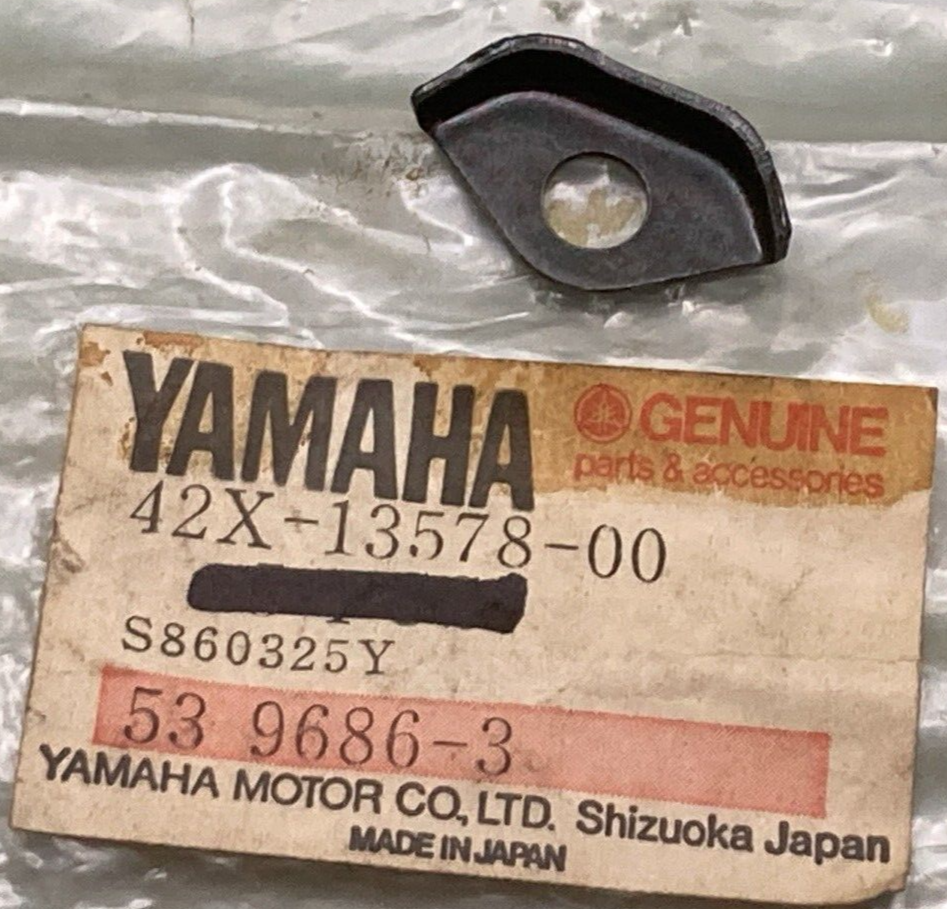 YAMAHA GENUINE
parts & accessories
42X-13578-00
S860325Y
53 9686-3
YAMAHA MOTOR CO., LTD. Shizuoka Japan
MADE IN JAPAN